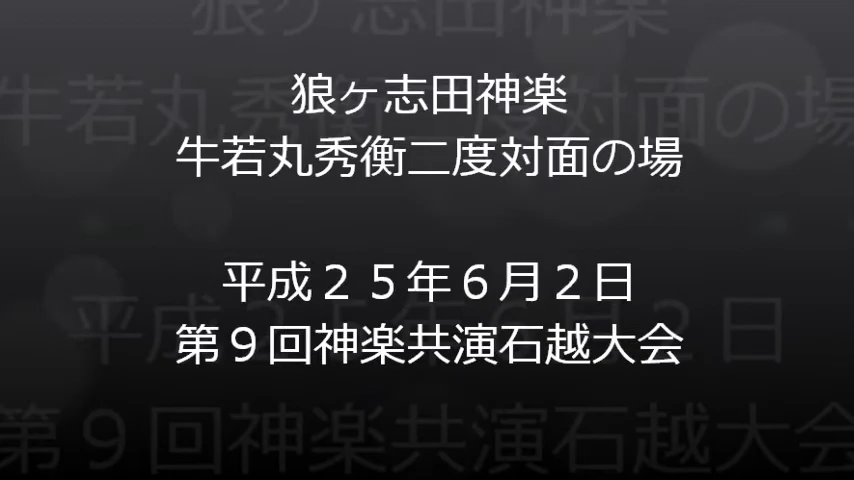 狼ヶ志田神楽
牛若丸秀衡二度対面の場
平成２５年６月２日
第９回神楽共演石越大会